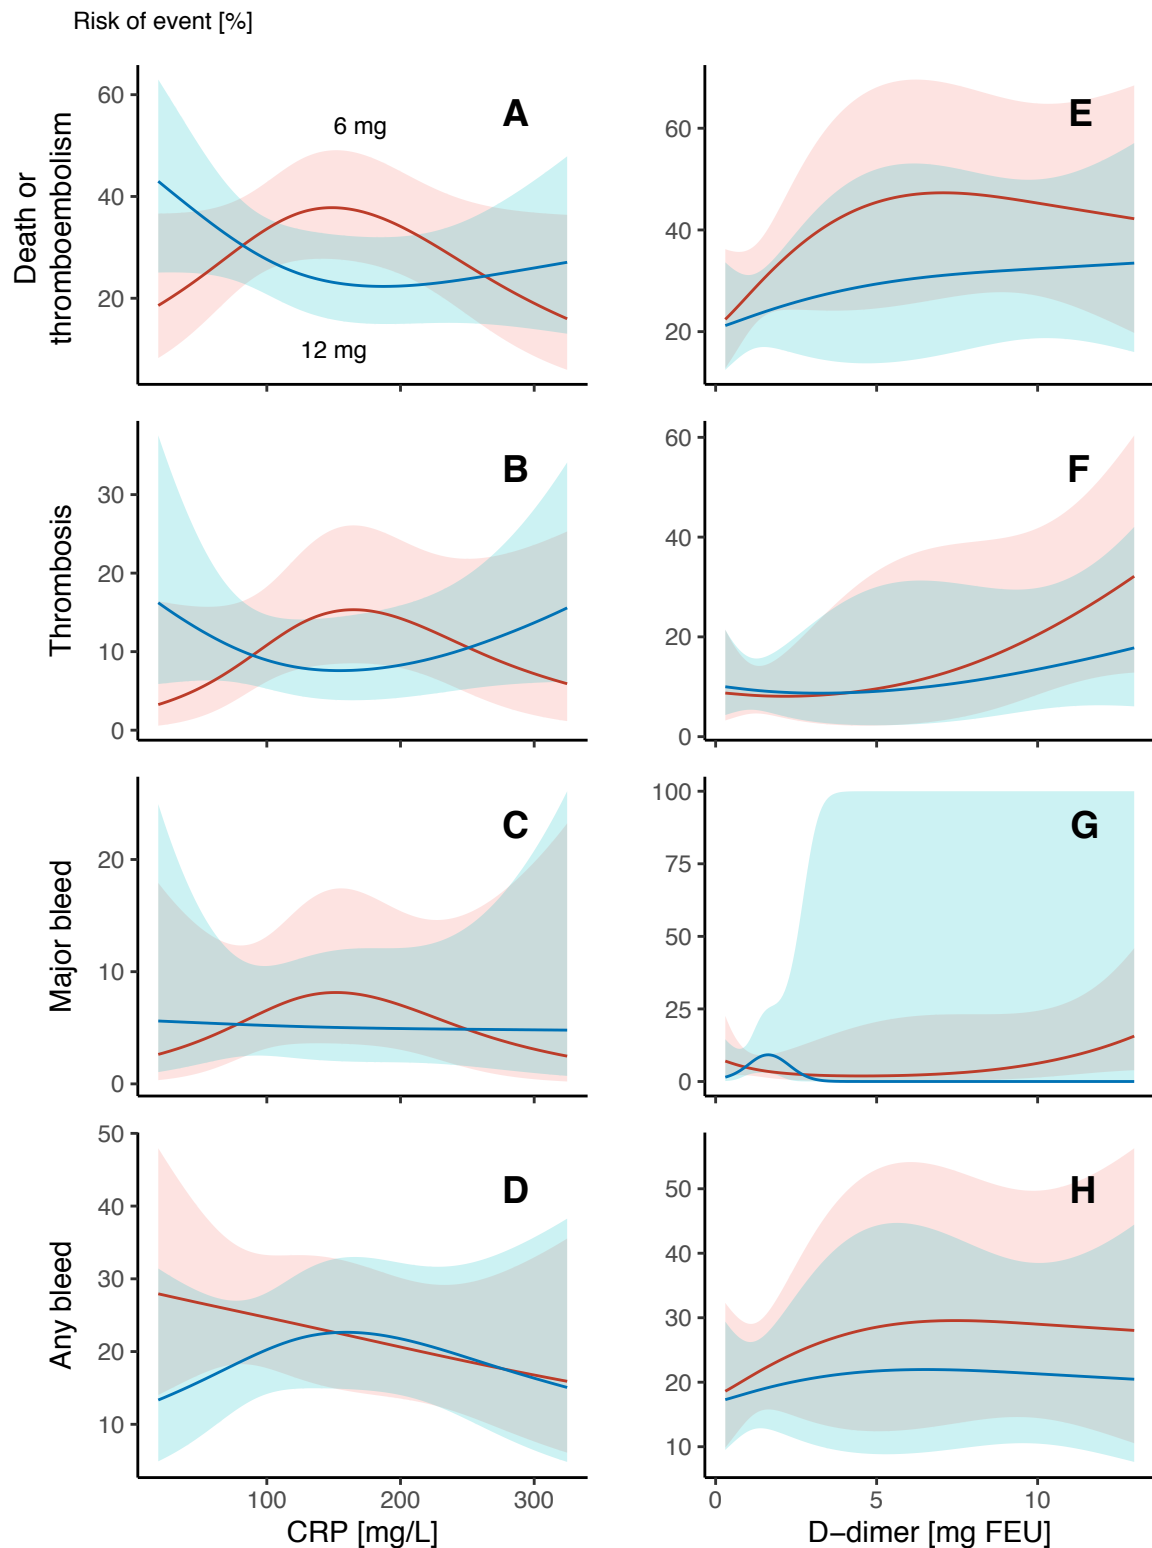 Risk of event [%]
Death or
thromboembolism
60
40
20
A
6 mg
12 mg
60
40
20
E
Thrombosis
30
20
10
0
B
60
40
20
0
F
Major bleed
20
10
0
C
100
75
50
25
0
G
Any bleed
50
40
30
20
10
D
100
200
300
CRP [mg/L]
50
40
30
20
10
H
0
5
10
D−dimer [mg FEU]